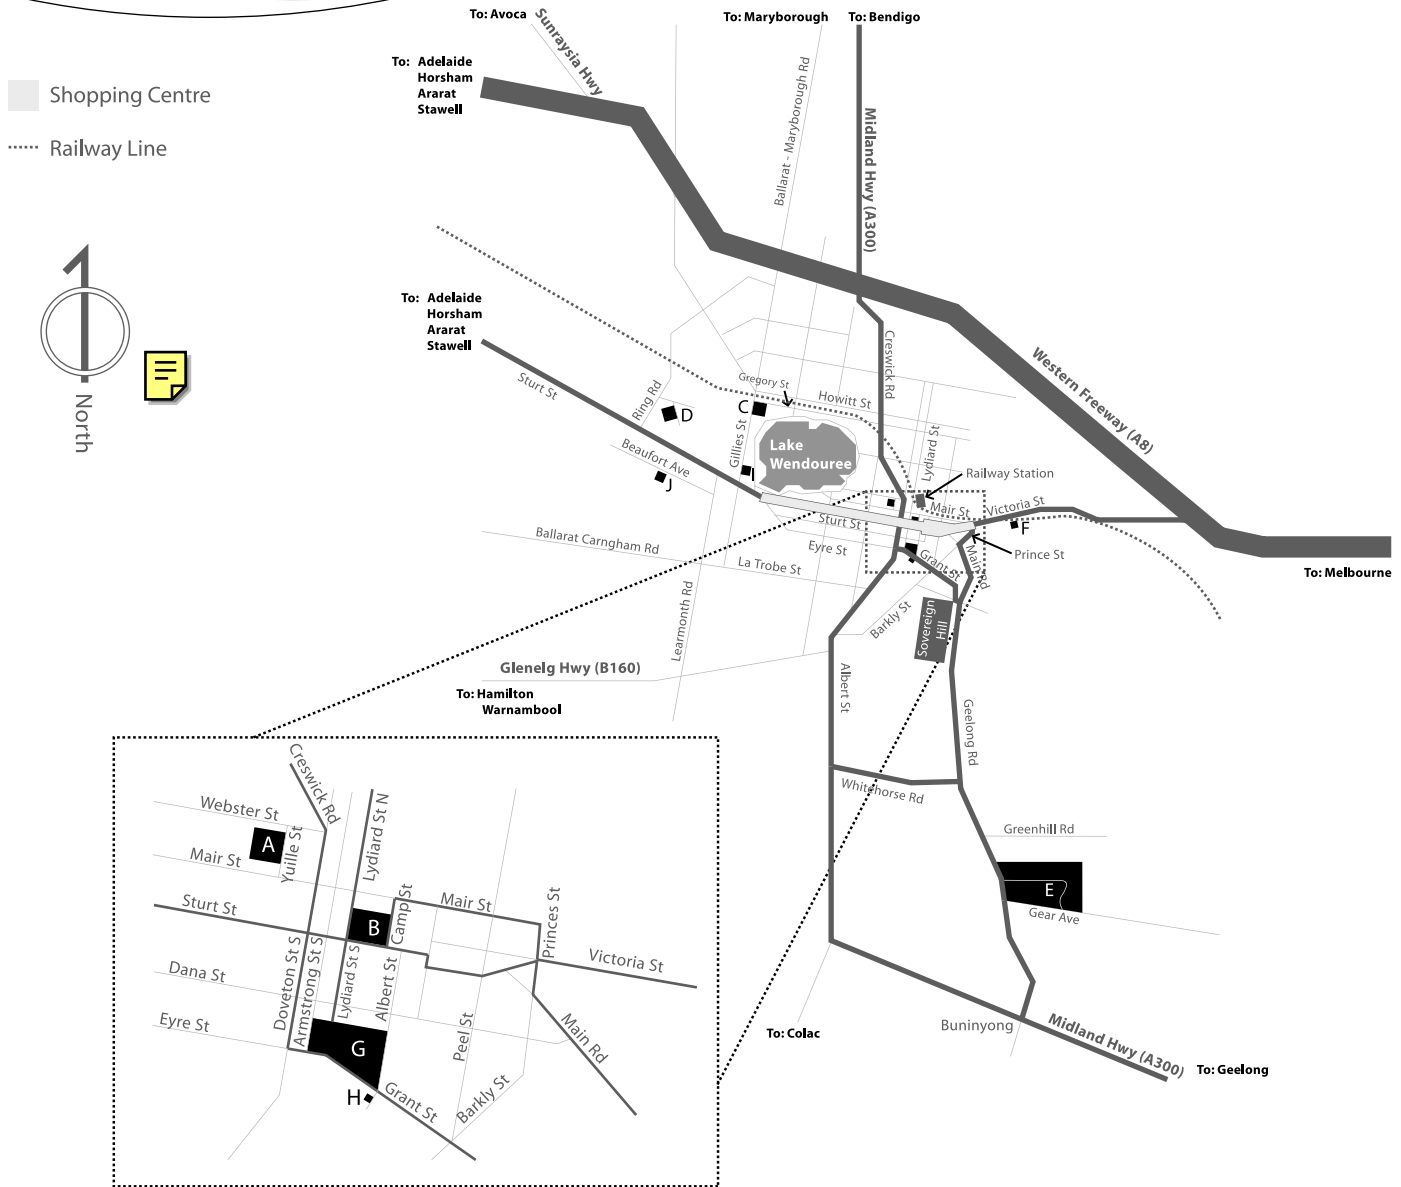 To: Avoca
To: Maryborough
To: Bendigo
Sunraysia Hwy
To: Adelaide
Horsham
Ararat
Stawell
Shopping Centre
Railway Line
Ballarat - Maryborough Rd
Midland Hwy (A300)
North
To: Adelaide
Horsham
Ararat
Stawell
Sturt St
Ring Rd
D
C
Gregory St
Howitt St
Creswick Rd
Western Freeway (A8)
Beaufort Ave
J
Gillies St
I
Lake
Wendouree
Lydiard St
Railway Station
Mair St
Victoria St
F
Prince St
To: Melbourne
Sturt St
Eyre St
Ballarat Carngham Rd
La Trobe St
Grant St
Main Rd
Barkly St
Sovereign
Hill
Learmonth Rd
Glenelg Hwy (B160)
To: Hamilton
Warnambool
Albert St
Geelong Rd
Whitehorse Rd
Greenhill Rd
E
Gear Ave
Buninyong
To: Colac
Midland Hwy (A300)
To: Geelong
Creswick Rd
Webster St
A
Yuille St
Mair St
Lydiard St N
Sturt St
B
Camp St
Mair St
Princes St
Victoria St
Dana St
Doveton St S
Armstrong St S
Lydiard St S
Albert St
Eyre St
G
Peel St
Main Rd
H
Grant St
Barkly St